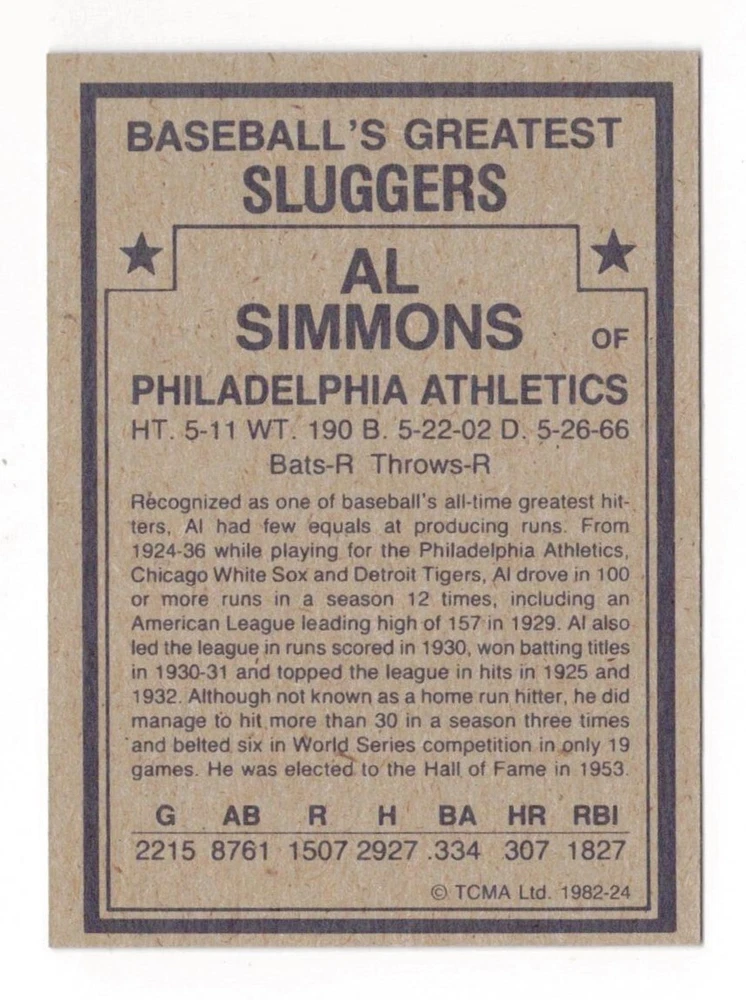 BASEBALL'S GREATEST
SLUGGERS
AL
SIMMONS OF
PHILADELPHIA ATHLETICS
HT. 5-11 WT. 190 B. 5-22-02 D. 5-26-66
Bats-R Throws-R
Recognized as one of baseball's all-time greatest hit-
ters, Al had few equals at producing runs. From
1924-36 while playing for the Philadelphia Athletics,
Chicago White Sox and Detroit Tigers, Al drove in 100
or more runs in a season 12 times, including an
American League leading high of 157 in 1929. Al also
led the league in runs scored in 1930, won batting titles
in 1930-31 and topped the league in hits in 1925 and
1932. Although not known as a home run hitter, he did
manage to hit more than 30 in a season three times
and belted six in World Series competition in only 19
games. He was elected to the Hall of Fame in 1953.
G AB R H BA HR RBI
2215 8761 1507 2927 .334 307 1827
© TCMA Ltd. 1982-24